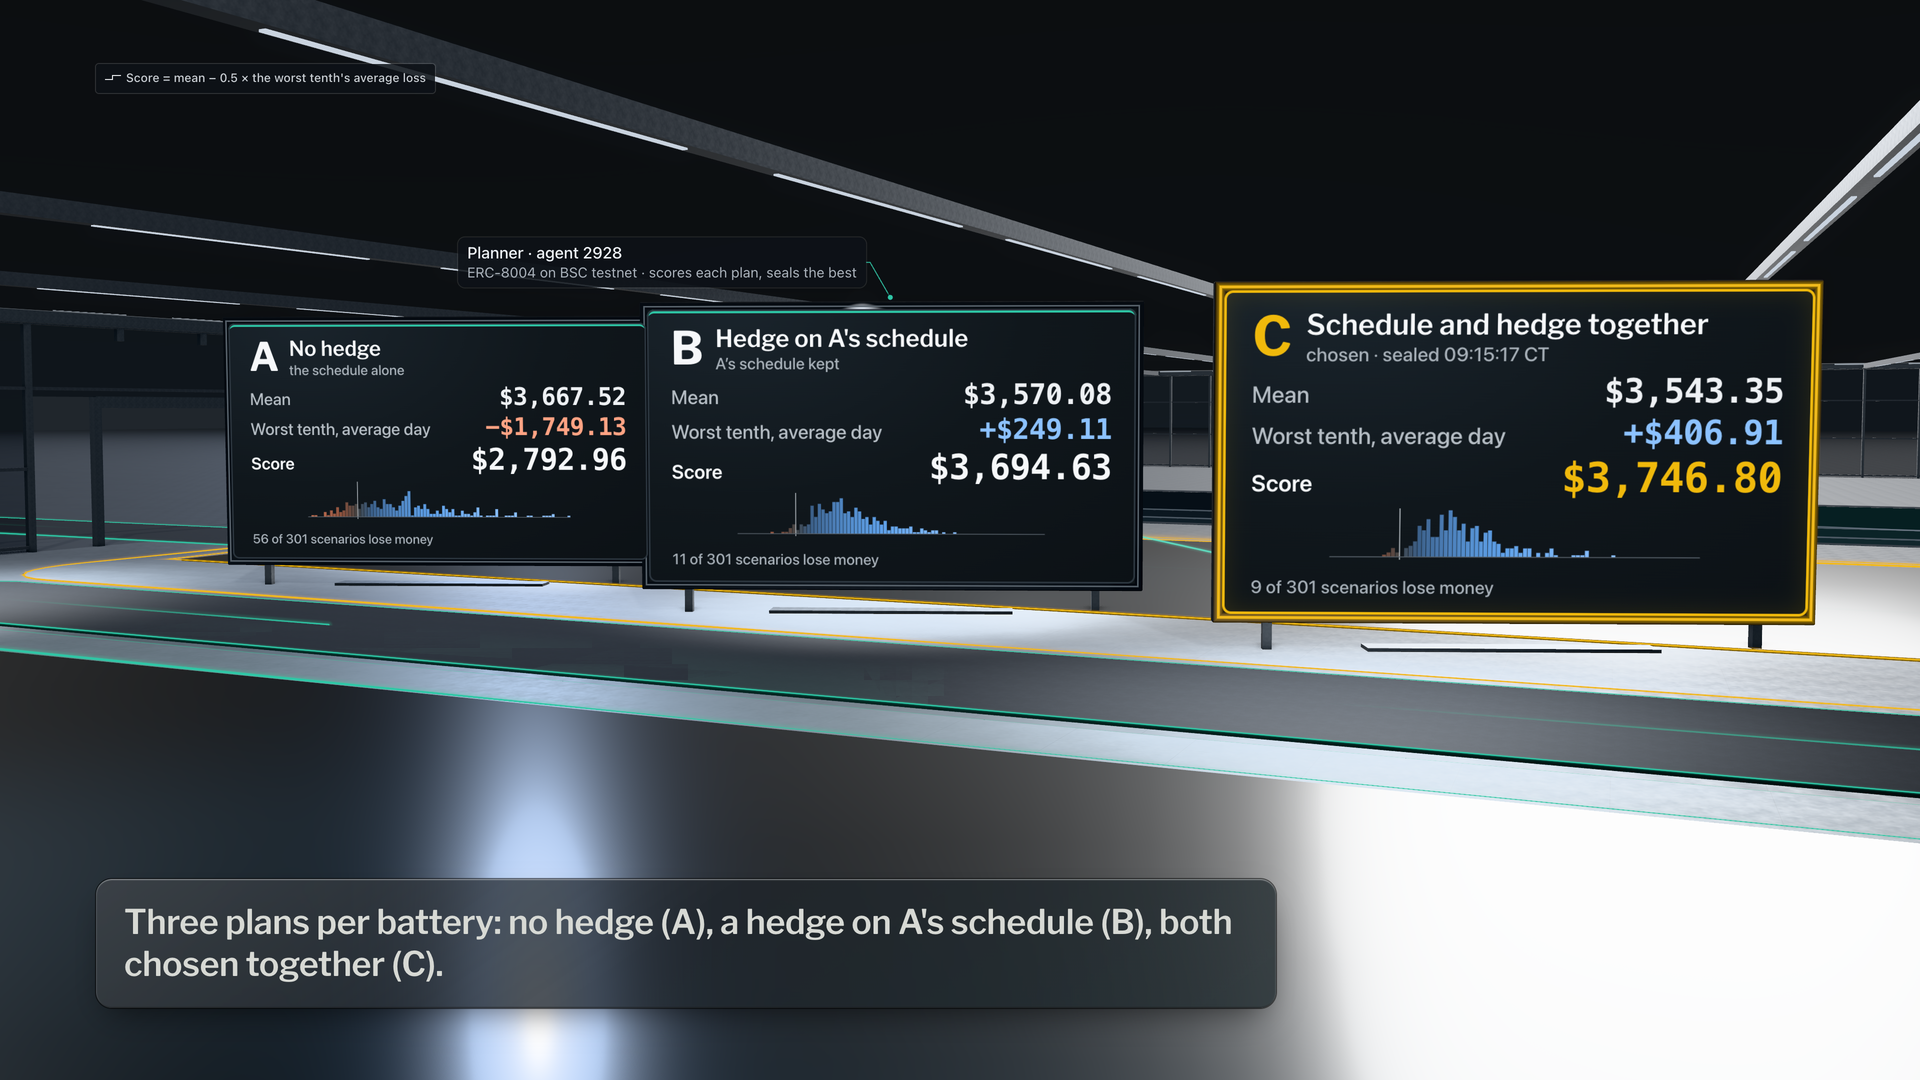 Score = mean − 0.5 × the worst tenth's average loss
Planner · agent 2928
ERC-8004 on BSC testnet · scores each plan, seals the best
A No hedge
the schedule alone
Mean $3,667.52
Worst tenth, average day −$1,749.13
Score $2,792.96
56 of 301 scenarios lose money
B Hedge on A's schedule
A's schedule kept
Mean $3,570.08
Worst tenth, average day +$249.11
Score $3,694.63
11 of 301 scenarios lose money
C Schedule and hedge together
chosen · sealed 09:15:17 CT
Mean $3,543.35
Worst tenth, average day +$406.91
Score $3,746.80
9 of 301 scenarios lose money
Three plans per battery: no hedge (A), a hedge on A's schedule (B), both
chosen together (C).